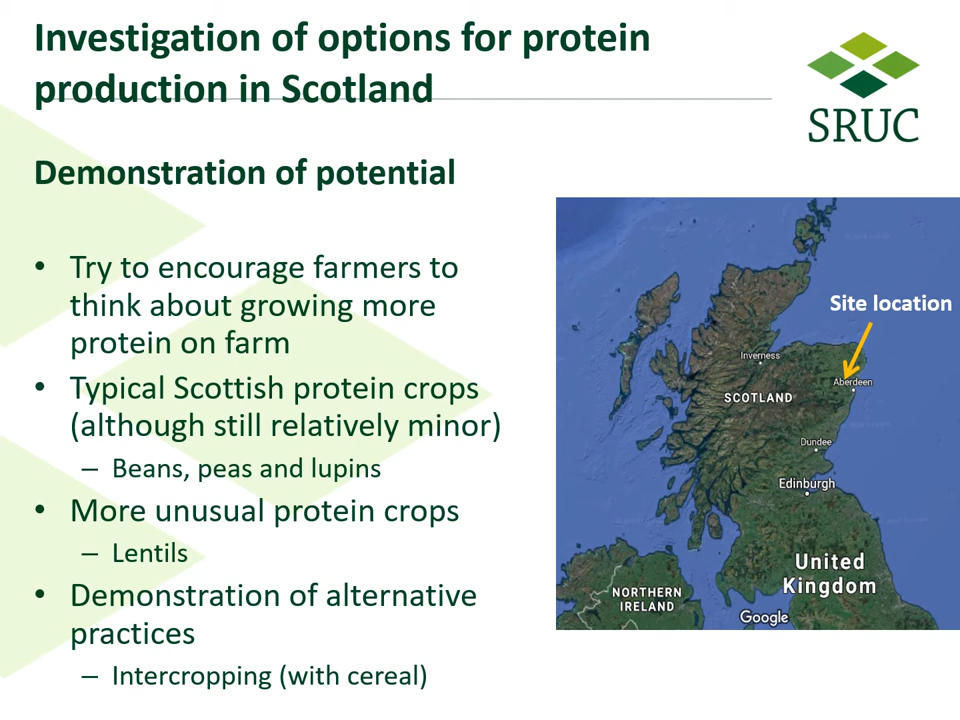 Investigation of options for protein
production in Scotland
SRUC
Demonstration of potential
• Try to encourage farmers to
think about growing more
protein on farm
• Typical Scottish protein crops
(although still relatively minor)
– Beans, peas and lupins
• More unusual protein crops
– Lentils
• Demonstration of alternative
practices
– Intercropping (with cereal)
Site location
Inverness
Aberdeen
SCOTLAND
Dundee
Edinburgh
United
Kingdom
NORTHERN
IRELAND
Google